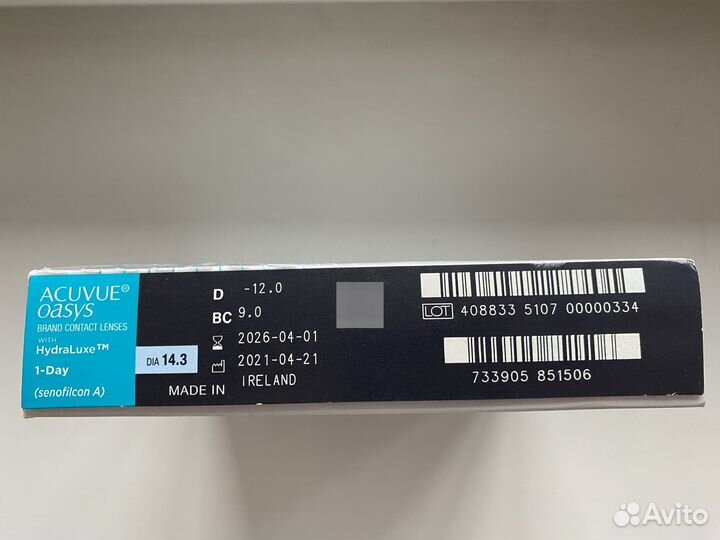 ACUVUE®
oasys
BRAND CONTACT LENSES
WITH
HydraLuxe™
1-Day
(senofilcon A)
DIA 14.3
D -12.0
BC 9.0
2026-04-01
2021-04-21
MADE IN IRELAND
LOT 408833 5107 00000334
733905 851506
Avito